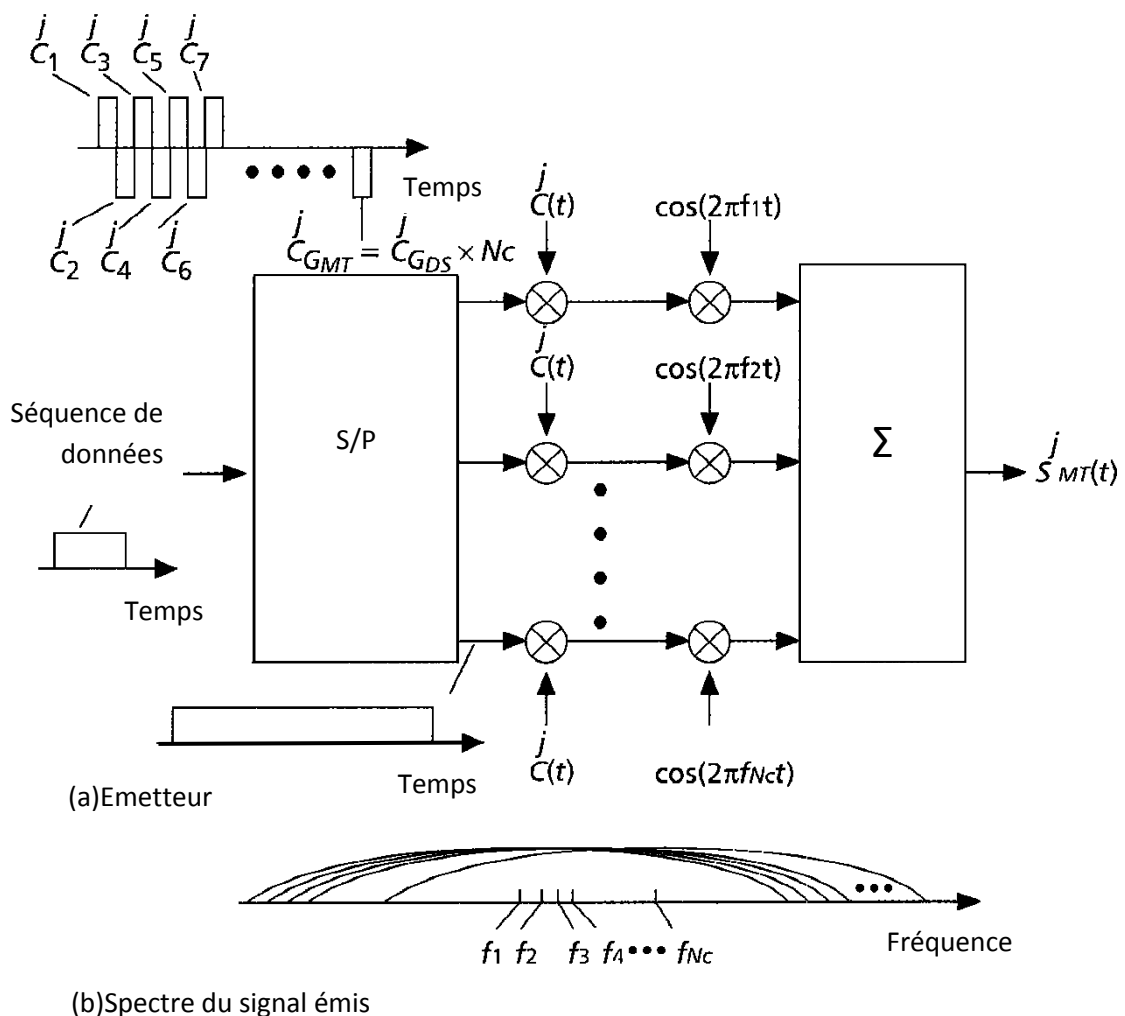 j j j j
C1 C3 C5 C7
Temps
j j j
C2 C4 C6
j j
CGMT = CGDS × Nc
j
C(t)
cos(2πf1t)
j
C(t)
cos(2πf2t)
Séquence de
données
S/P
Σ
j
SMT(t)
Temps
j
C(t)
cos(2πfNct)
Temps
(a)Emetteur
f1 f2 f3 f4 ••• fNc
Fréquence
(b)Spectre du signal émis